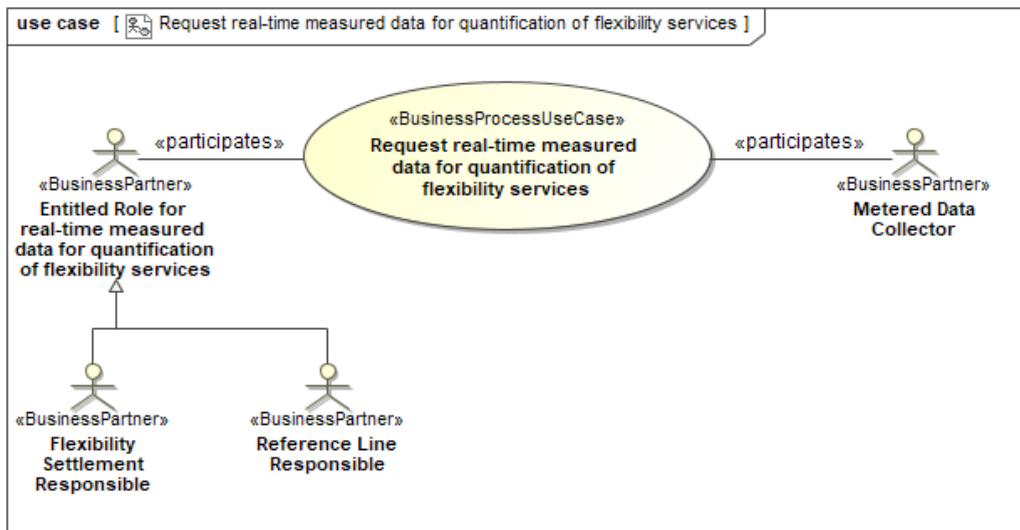 use case [ Request real-time measured data for quantification of flexibility services ]
«BusinessProcessUseCase»
Request real-time measured
data for quantification of
flexibility services
«participates»
«participates»
«BusinessPartner»
Entitled Role for
real-time measured
data for quantification
of flexibility services
«BusinessPartner»
Metered Data
Collector
«BusinessPartner»
Flexibility
Settlement
Responsible
«BusinessPartner»
Reference Line
Responsible